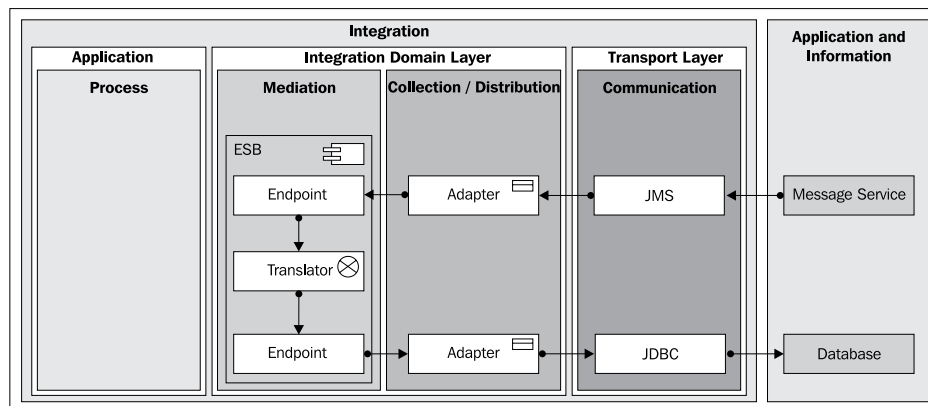 Integration
Application and
Information
Application
Integration Domain Layer
Transport Layer
Process
Mediation
Collection / Distribution
Communication
ESB
Endpoint
Adapter
JMS
Message Service
Translator
Endpoint
Adapter
JDBC
Database